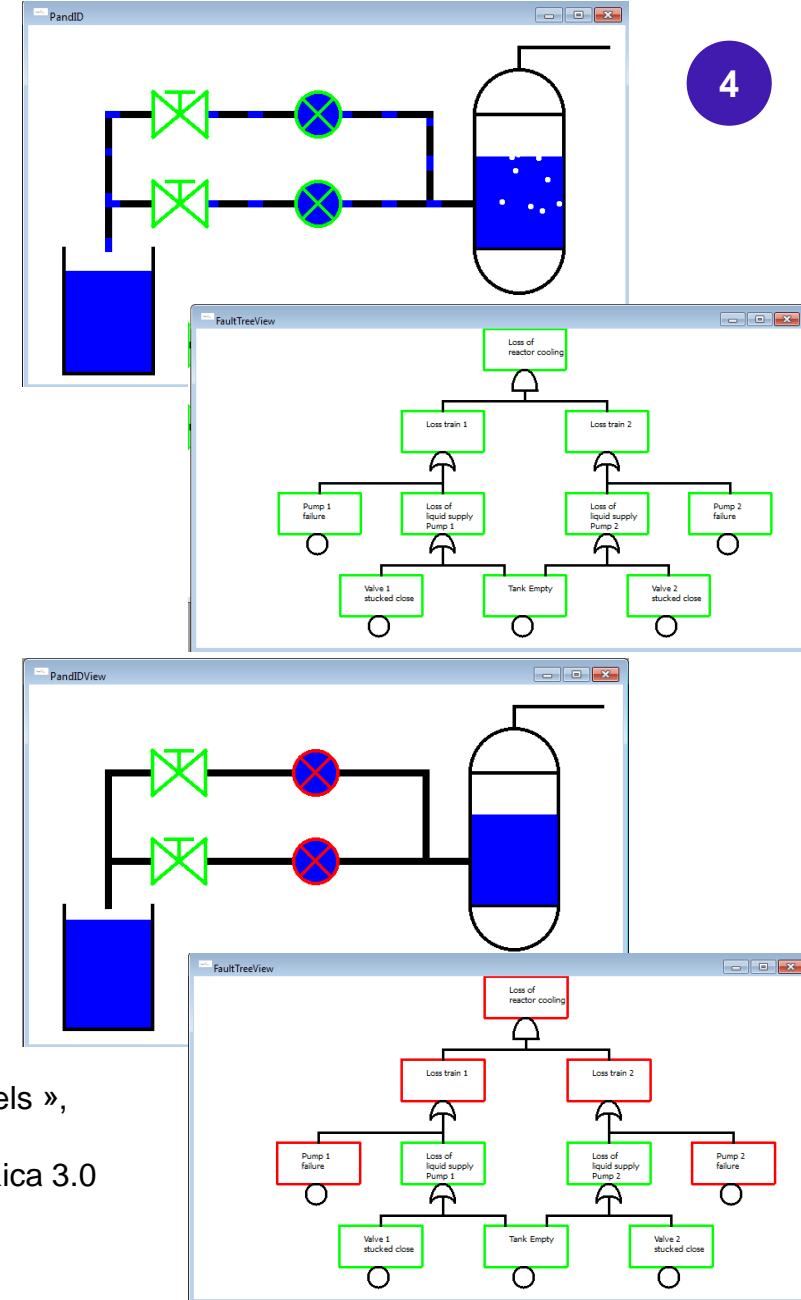 PandID
4
FaultTreeView
Loss of
reactor cooling
Loss train 1
Loss train 2
Pump 1
failure
Loss of
liquid supply
Pump 1
Loss of
liquid supply
Pump 2
Pump 2
failure
Valve 1
stucked close
Tank Empty
Valve 2
stucked close
PandIDView
FaultTreeView
Loss of
reactor cooling
Loss train 1
Loss train 2
Pump 1
failure
Loss of
liquid supply
Pump 1
Loss of
liquid supply
Pump 2
Pump 2
failure
Valve 1
stucked close
Tank Empty
Valve 2
stucked close
els »,
ica 3.0